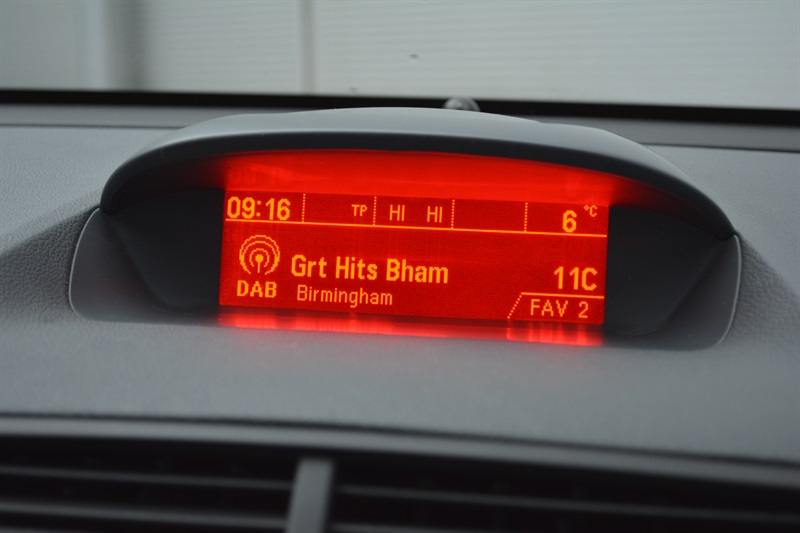 09:16 TP HI HI 6 °C
Grt Hits Bham 11C
DAB Birmingham FAV 2